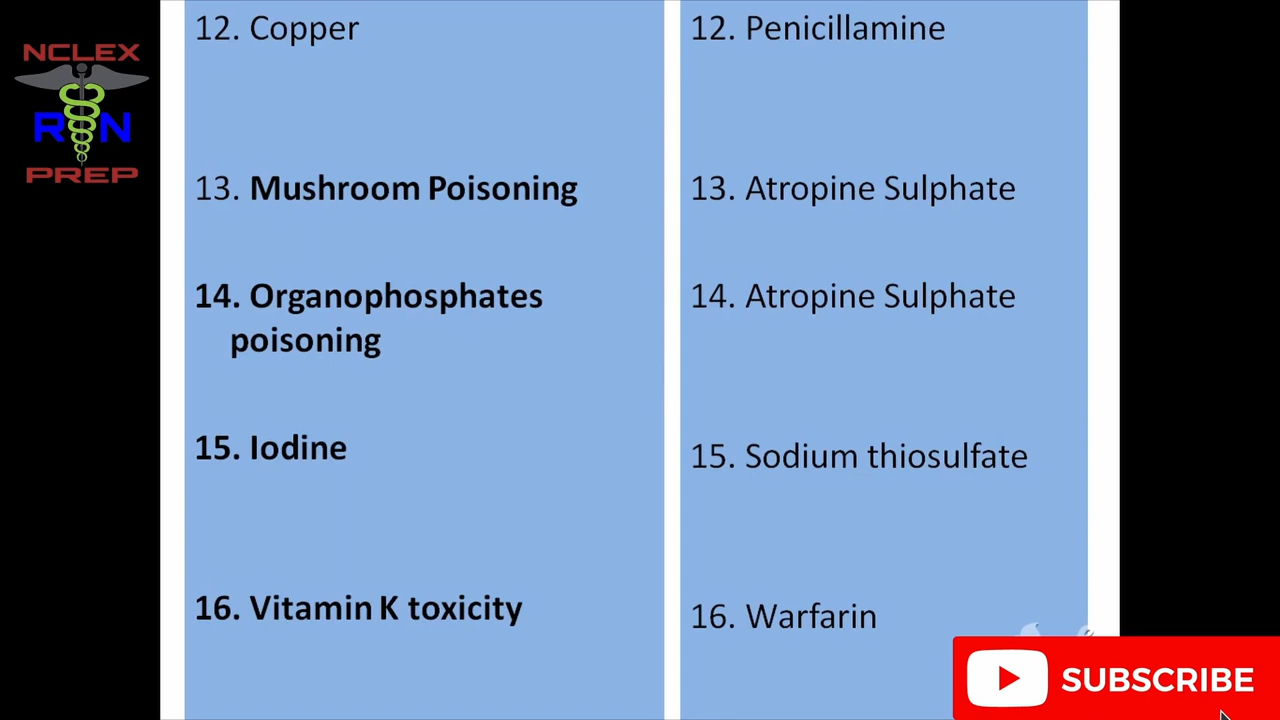 NCLEX
RN
PREP
12. Copper
13. Mushroom Poisoning
14. Organophosphates
poisoning
15. Iodine
16. Vitamin K toxicity
12. Penicillamine
13. Atropine Sulphate
14. Atropine Sulphate
15. Sodium thiosulfate
16. Warfarin
SUBSCRIBE